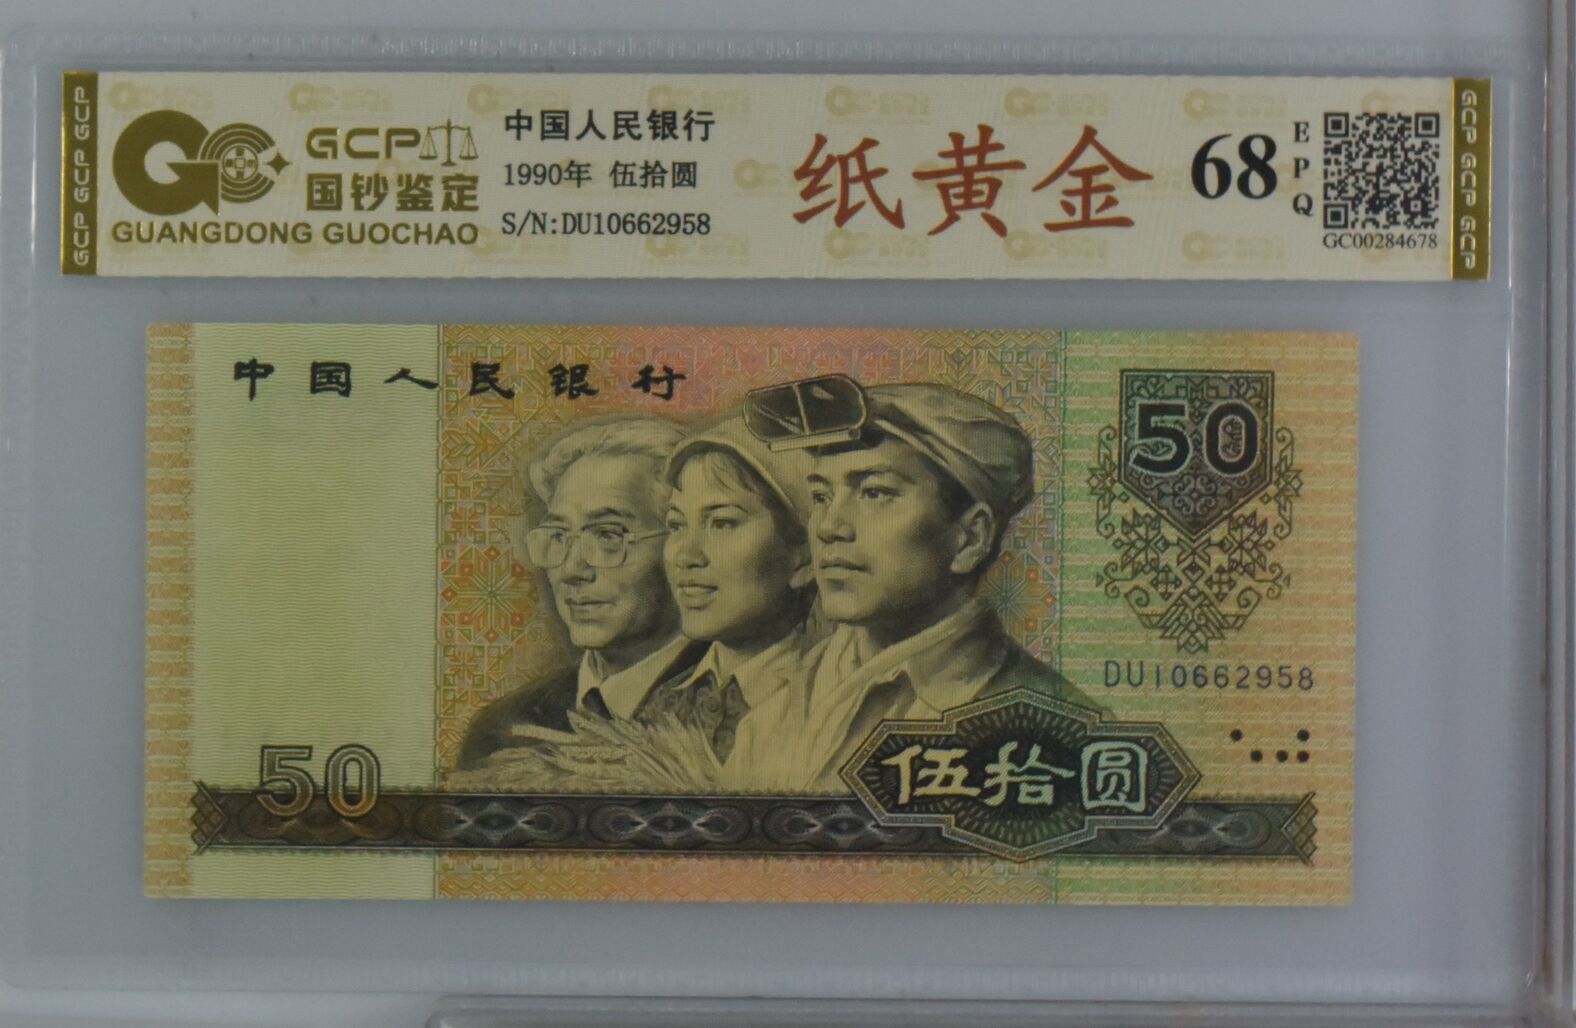 GCP
国钞鉴定
GUANGDONG GUOCHAO
中国人民银行
1990年 伍拾圆
S/N:DU10662958
纸黄金
68
EPQ
GC00284678
GCP GCP GCP
GCP GCP GCP
中国人民银行
50
DU10662958
50
伍拾圆